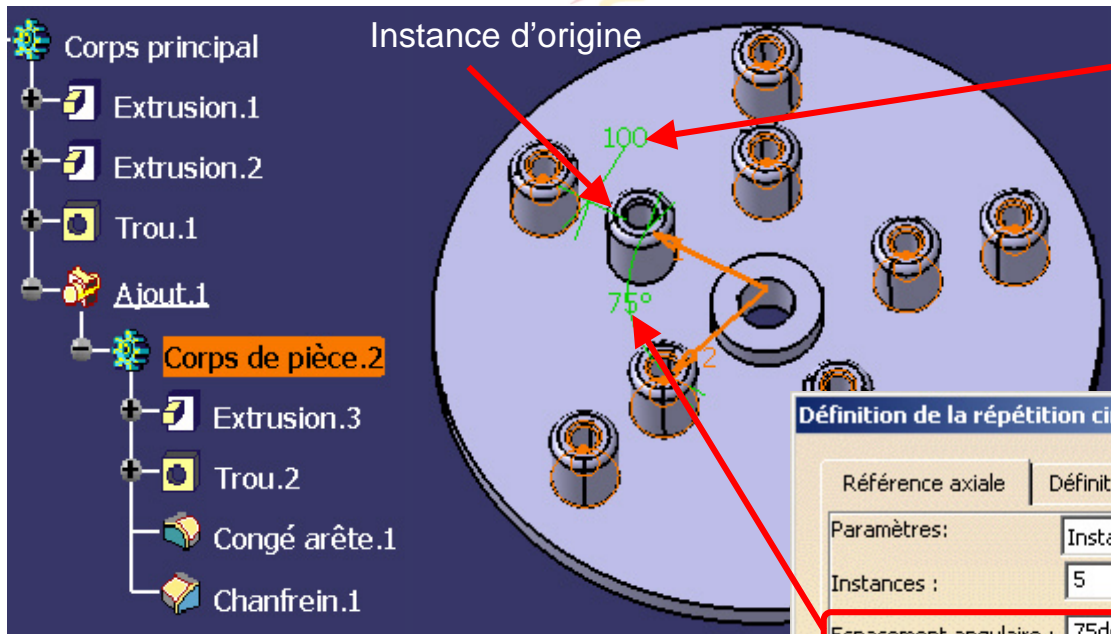 Instance d'origine
Corps principal
Extrusion.1
Extrusion.2
Trou.1
Ajout.1
Corps de pièce.2
Extrusion.3
Trou.2
Congé arête.1
Chanfrein.1
100
1
75°
2
Définition de la répétition ci
Référence axiale Définit
Paramètres: Insta
Instances : 5
Espacement angulaire : 75d